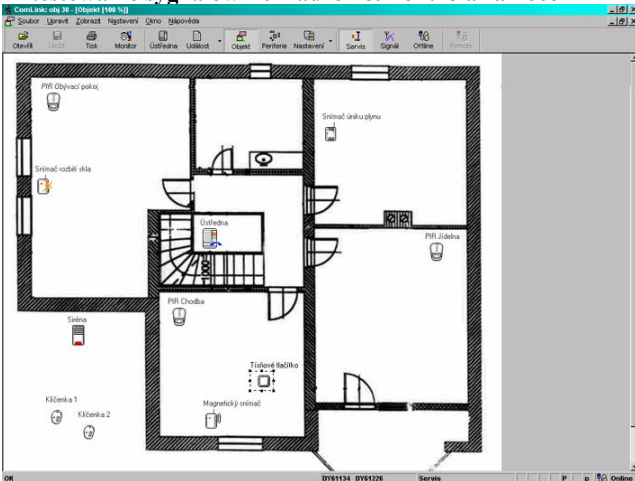 ComLink: obj 30 - [Objekt [100 %]]
Soubor Upravit Zobrazit Nastavení Okno Nápověda
Otevřít Uložit Tisk Monitor Ústředna Událost Objekt Periferie Nastavení Servis Signál Offline Remote
PIR Obývací pokoj
Snímač úniku plynu
Snímač rozbití skla
Ústředna
PIR Jídelna
1000
PIR Chodba
Siréna
Tísňové tlačítko
Klíčenka 1
Magnetický snímač
Klíčenka 2
OK DY61134 DY61226 Servis P p Online